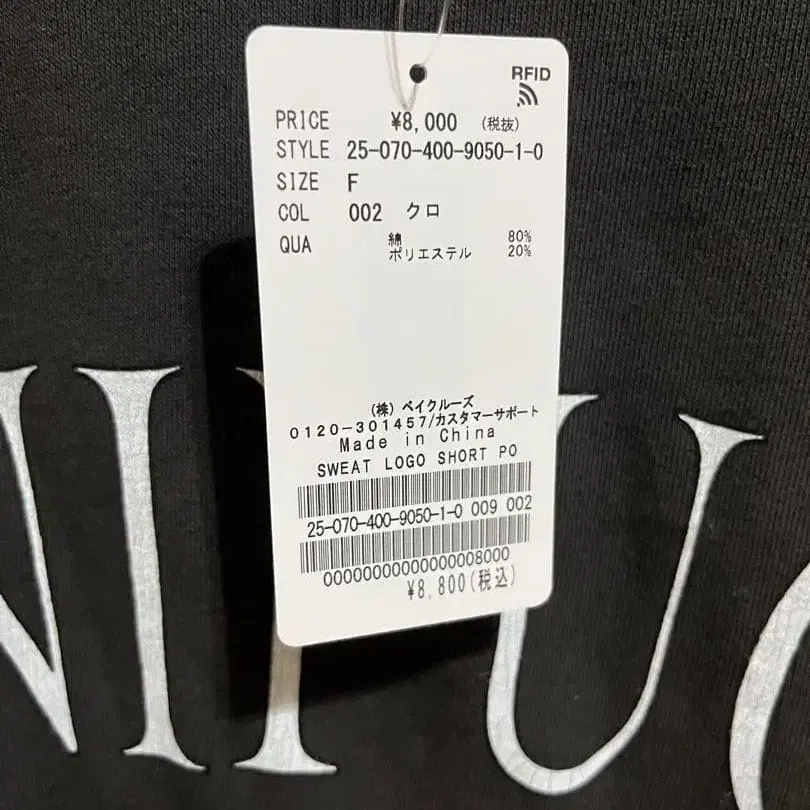 RFID
PRICE ¥8,000 (税抜)
STYLE 25-070-400-9050-1-0
SIZE F
COL 002 クロ
QUA 綿 80%
ポリエステル 20%
(株) ベイクルーズ
0120-301457/カスタマーサポート
Made in China
SWEAT LOGO SHORT PO
25-070-400-9050-1-0 009 002
00000000000000008000
¥8,800(税込)